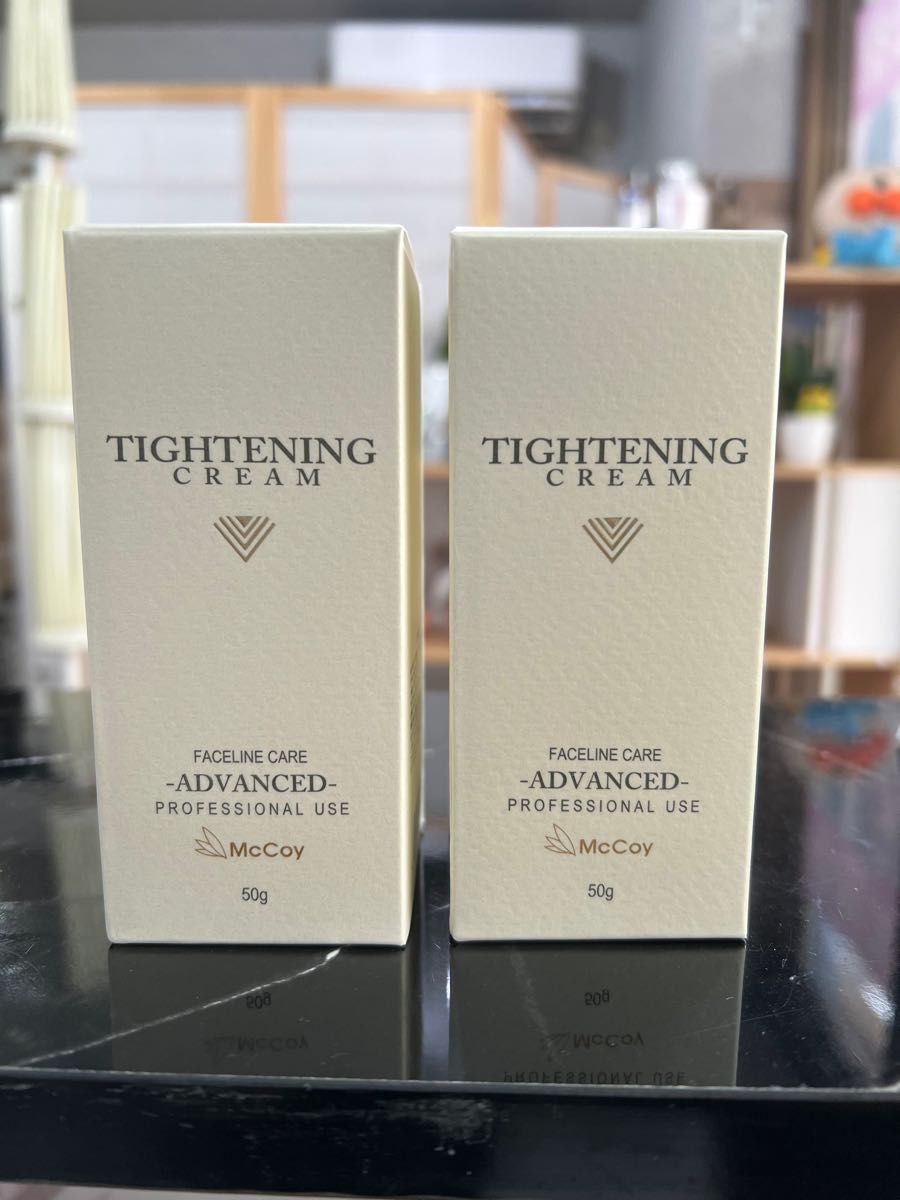 TIGHTENING
CREAM
FACELINE CARE
-ADVANCED-
PROFESSIONAL USE
McCoy
50g
TIGHTENING
CREAM
FACELINE CARE
-ADVANCED-
PROFESSIONAL USE
McCoy
50g